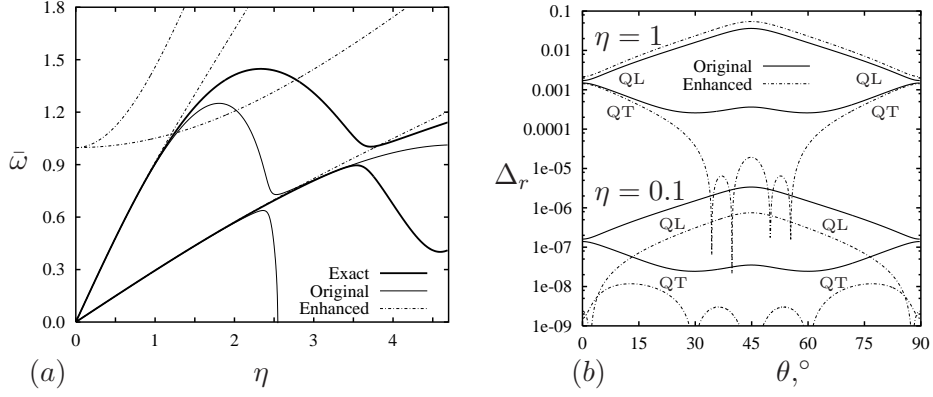 1.8
1.5
1.2
0.9
0.6
0.3
0.0
ω̄
0 1 2 3 4
η
Exact
Original
Enhanced
(a)
0.1
0.01
0.001
0.0001
1e-05
1e-06
1e-07
1e-08
1e-09
Δr
η = 1
Original
Enhanced
QL QL
QT QT
η = 0.1
QL QL
QT QT
0 15 30 45 60 75 90
θ,°
(b)